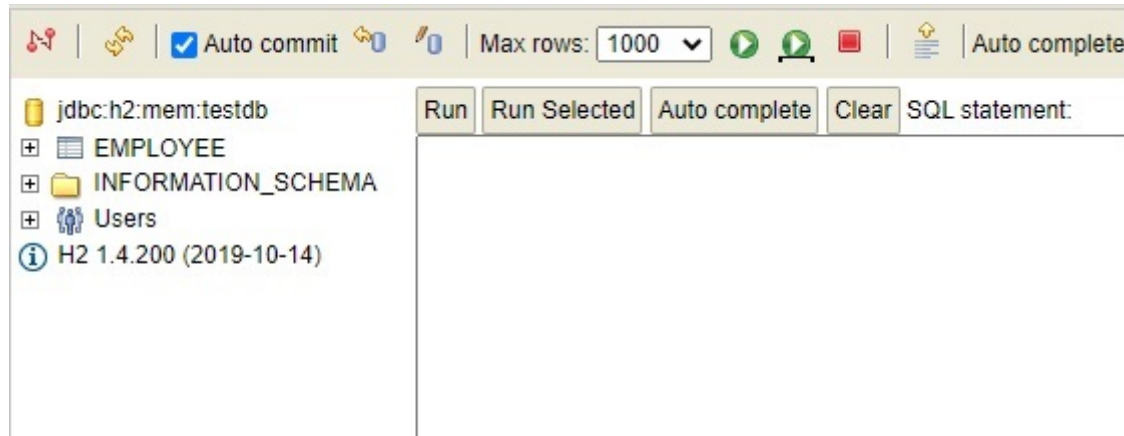 Auto commit Max rows: 1000 Auto complete
jdbc:h2:mem:testdb
EMPLOYEE
INFORMATION_SCHEMA
Users
H2 1.4.200 (2019-10-14)
Run Run Selected Auto complete Clear SQL statement: